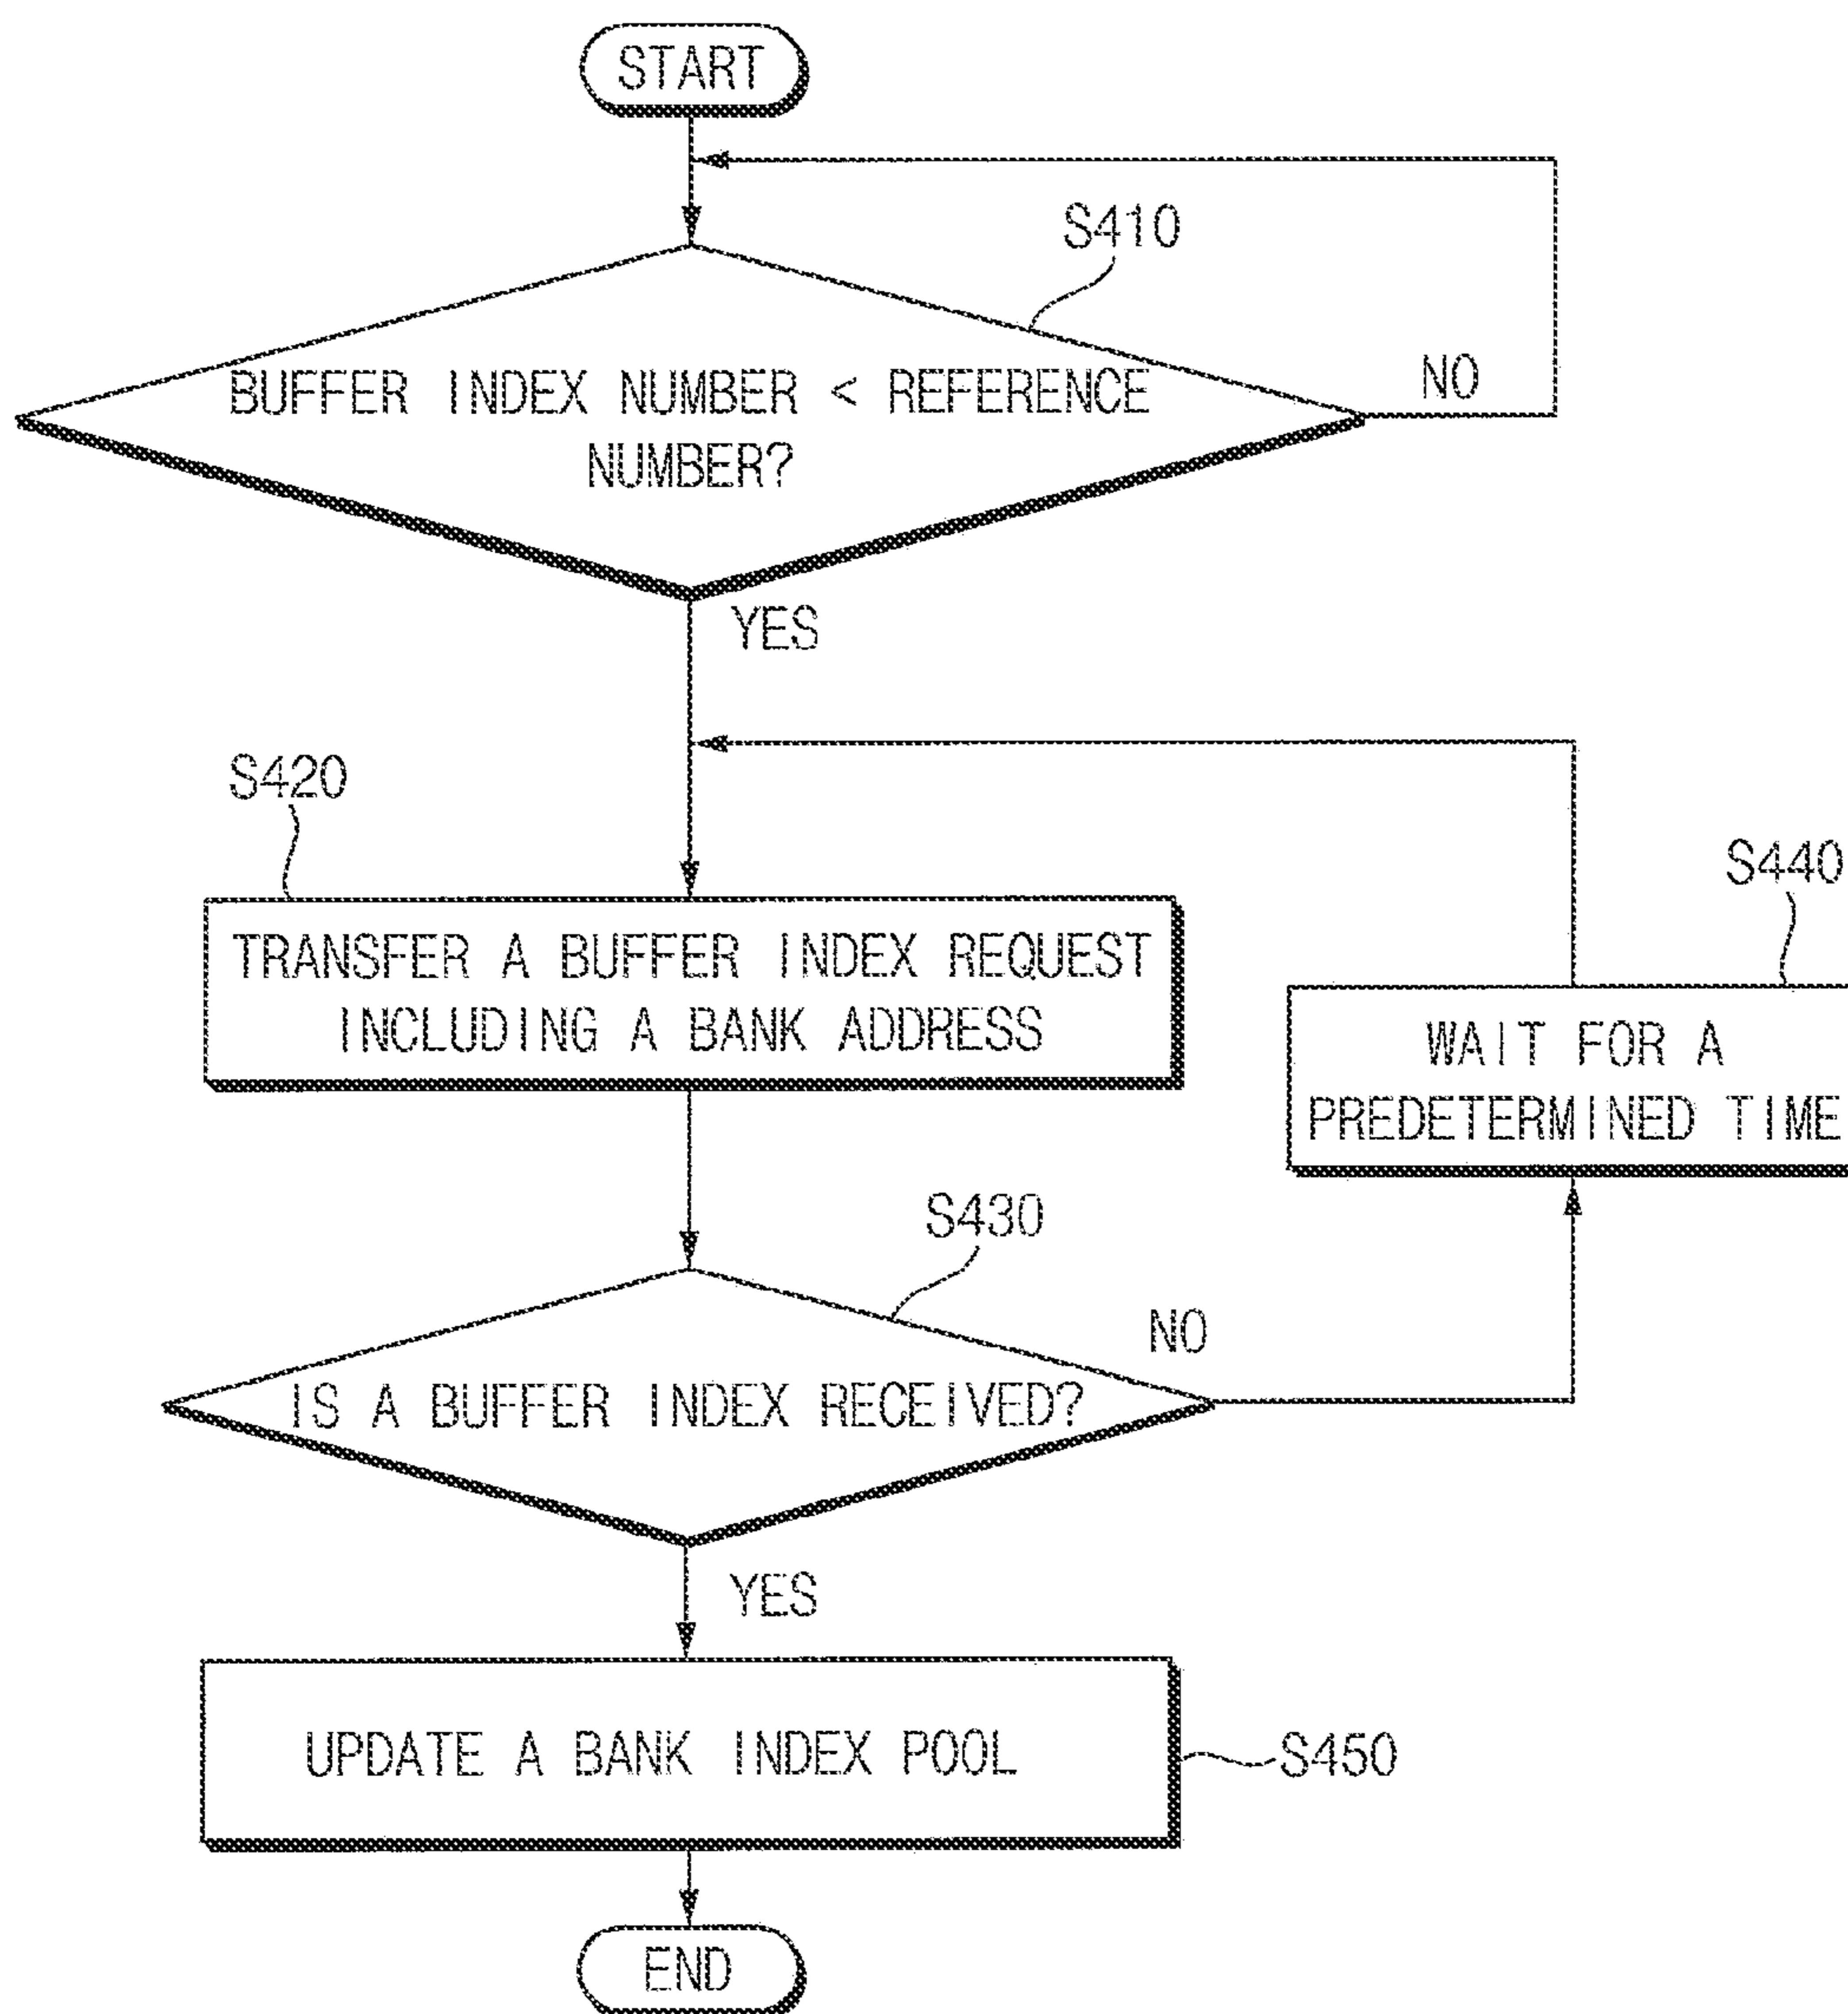 START
S410
BUFFER INDEX NUMBER < REFERENCE
NUMBER?
NO
YES
S420
TRANSFER A BUFFER INDEX REQUEST
INCLUDING A BANK ADDRESS
S440
WAIT FOR A
PREDETERMINED TIME
S430
IS A BUFFER INDEX RECEIVED?
NO
YES
UPDATE A BANK INDEX POOL
S450
END